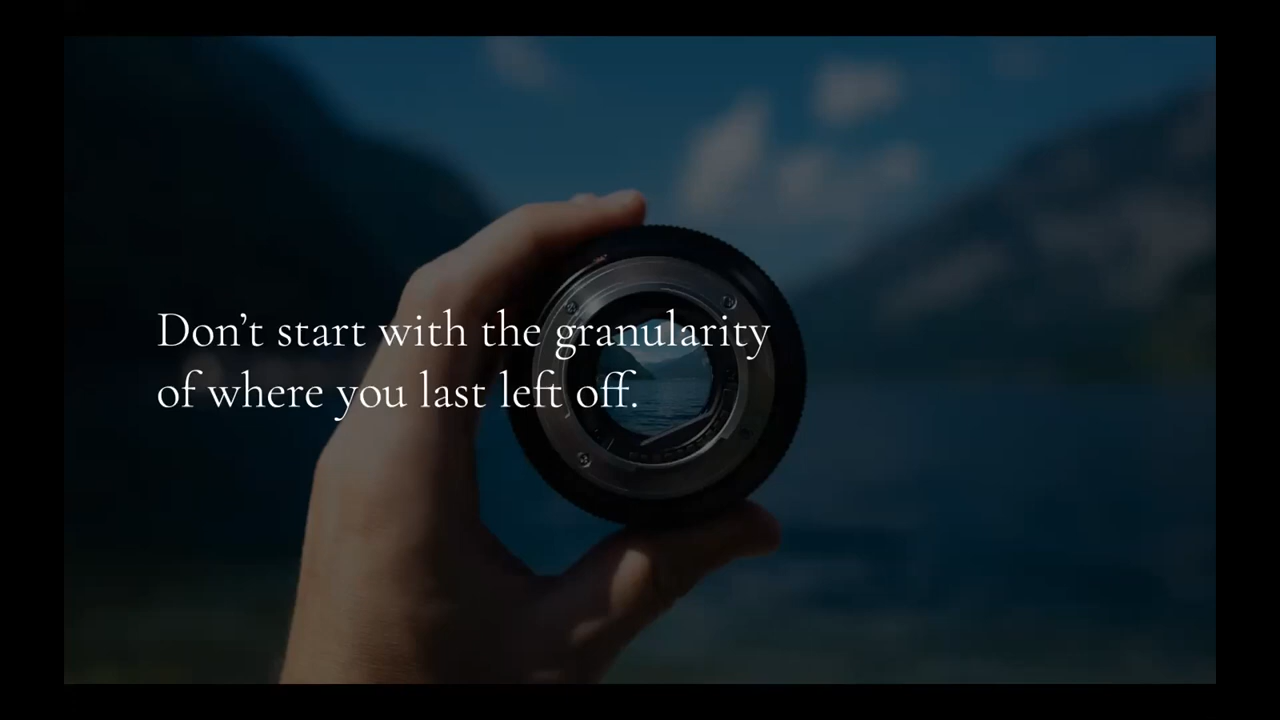 Don’t start with the granularity
of where you last left off.